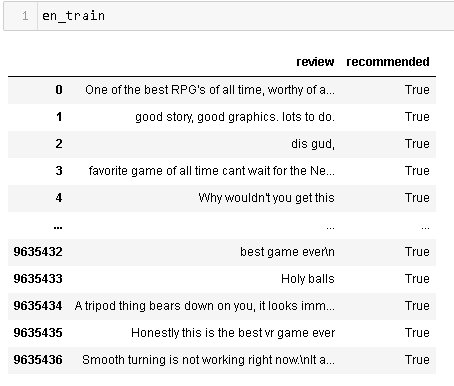 1 en_train
review recommended
0 One of the best RPG's of all time, worthy of a... True
1 good story, good graphics. lots to do. True
2 dis gud, True
3 favorite game of all time cant wait for the Ne... True
4 Why wouldn't you get this True
... ... ...
9635432 best game ever\n True
9635433 Holy balls True
9635434 A tripod thing bears down on you, it looks imm... True
9635435 Honestly this is the best vr game ever True
9635436 Smooth turning is not working right now.\nIt a... True